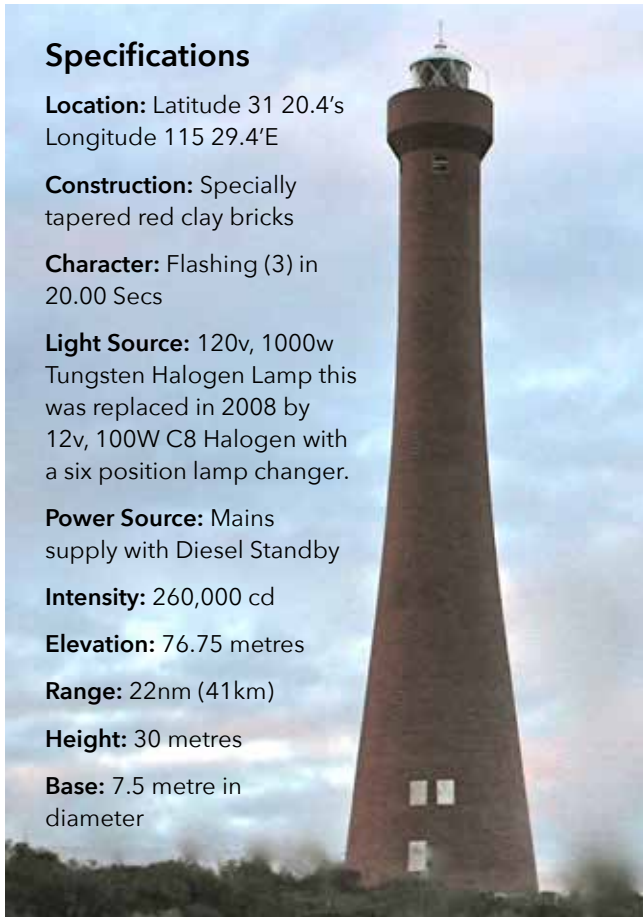 Specifications
Location: Latitude 31 20.4's
Longitude 115 29.4'E
Construction: Specially
tapered red clay bricks
Character: Flashing (3) in
20.00 Secs
Light Source: 120v, 1000w
Tungsten Halogen Lamp this
was replaced in 2008 by
12v, 100W C8 Halogen with
a six position lamp changer.
Power Source: Mains
supply with Diesel Standby
Intensity: 260,000 cd
Elevation: 76.75 metres
Range: 22nm (41km)
Height: 30 metres
Base: 7.5 metre in
diameter